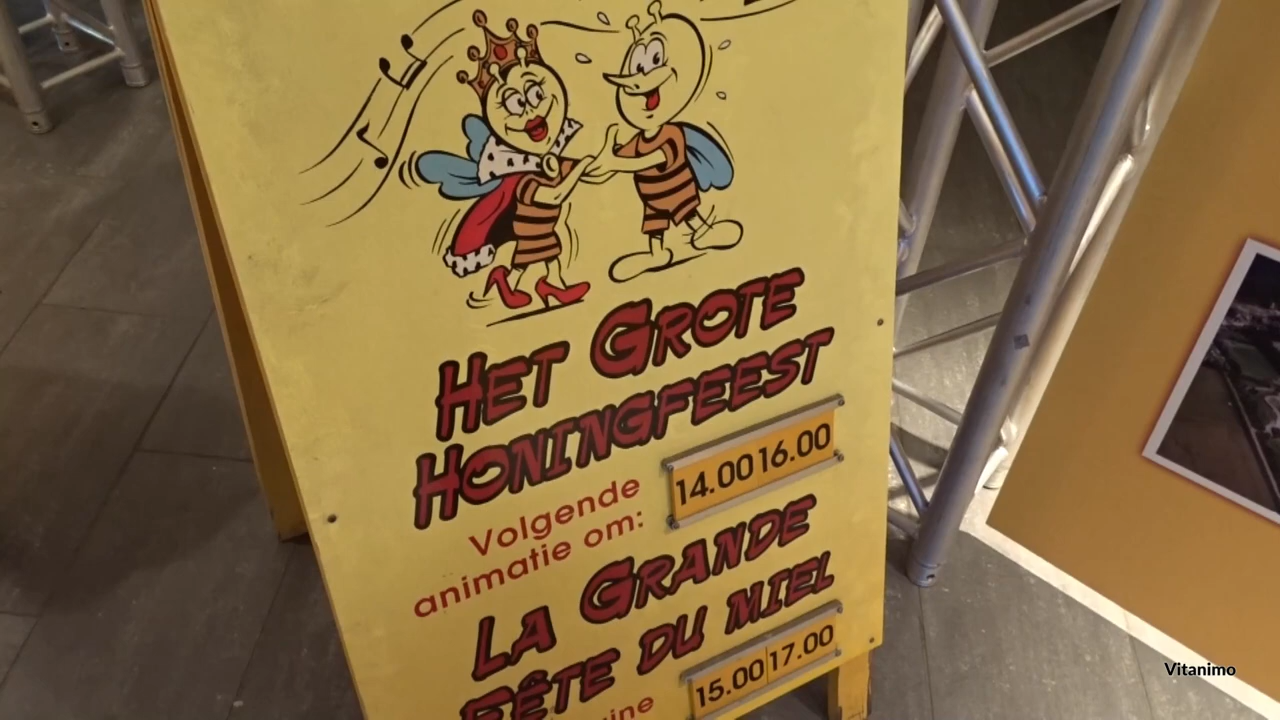 HET GROTE
HONINGFEEST
Volgende
animatie om:
14.00 16.00
LA GRANDE
FÊTE DU MIEL
15.00 17.00
Vitanimo